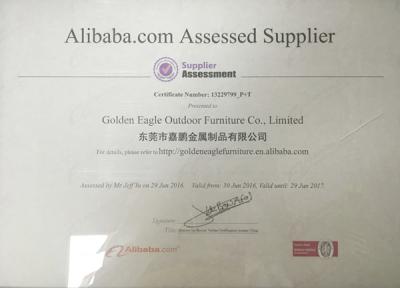 Alibaba.com Assessed Supplier
Supplier
Assessment
Certificate Number: 13229799_P+T
Presented to
Golden Eagle Outdoor Furniture Co., Limited
东莞市嘉鹏金属制品有限公司
For details, please refer to http://goldeneaglefurniture.en.alibaba.com
Assessed by Mr Jeff Yu on 29 Jun 2016. Valid from: 30 Jun 2016, Valid until: 29 Jun 2017.
Signature:
Title:
Alibaba.com